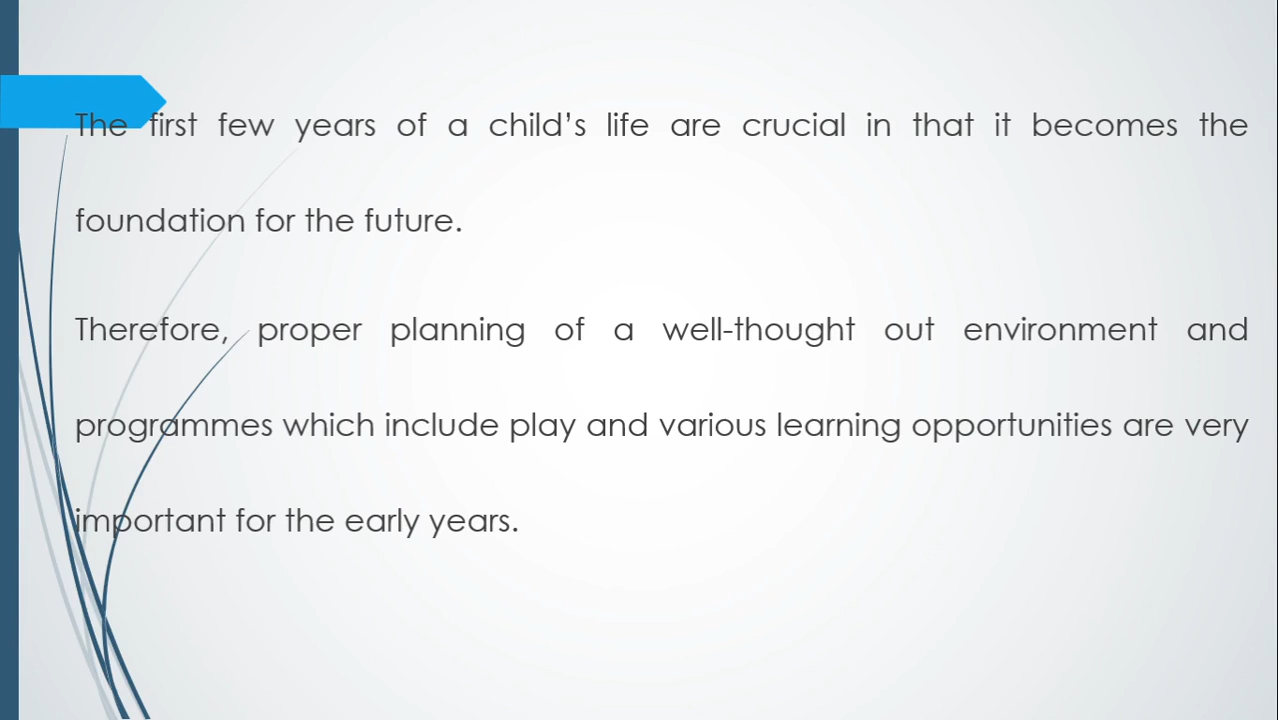 The first few years of a child’s life are crucial in that it becomes the
foundation for the future.
Therefore, proper planning of a well-thought out environment and
programmes which include play and various learning opportunities are very
important for the early years.